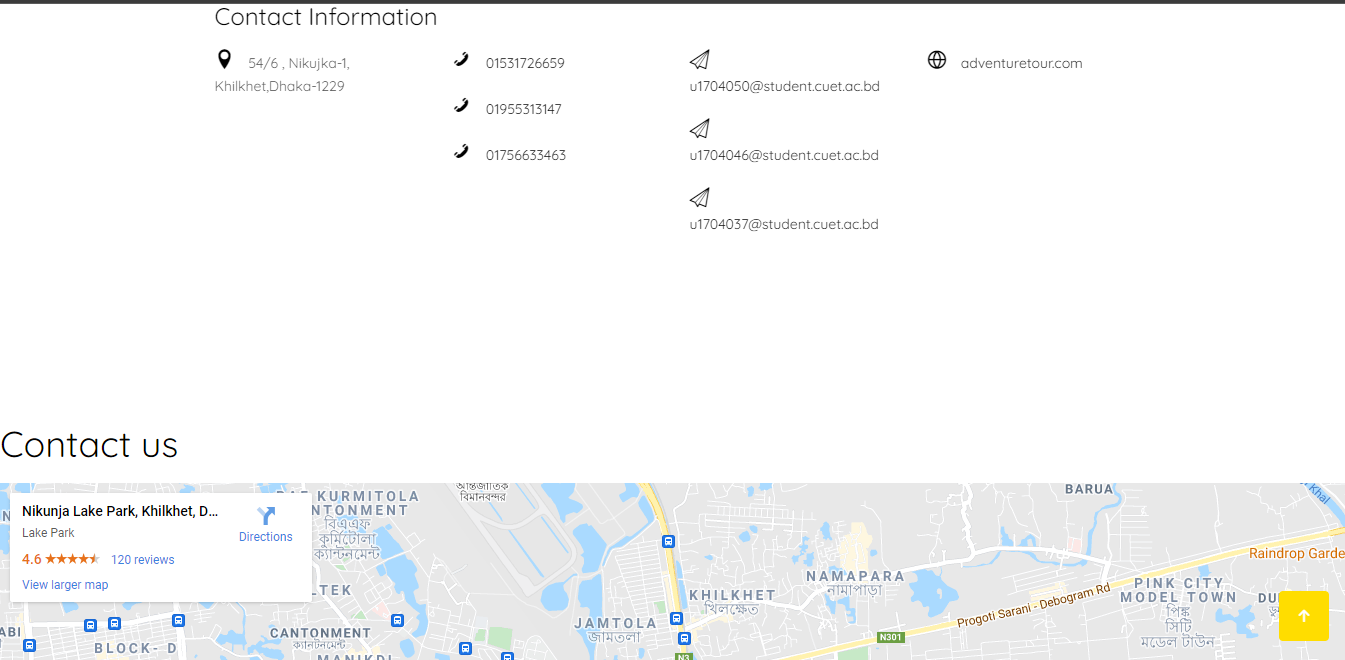 Contact Information
54/6 , Nikujka-1,
Khilkhet,Dhaka-1229
01531726659
01955313147
01756633463
u1704050@student.cuet.ac.bd
u1704046@student.cuet.ac.bd
u1704037@student.cuet.ac.bd
adventuretour.com
Contact us
Nikunja Lake Park, Khilkhet, D...
Lake Park
4.6
120 reviews
View larger map
Directions
KURMITOLA
NTONMENT
বিএএফ
কুর্মিটোলা
ক্যান্টনমেন্ট
আন্তর্জাতিক
বিমানবন্দর
BARUA
Khal
Raindrop Garde
NAMAPARA
নামাপাড়া
KHILKHET
খিলক্ষেত
JAMTOLA
জামতলা
Progoti Sarani - Debogram Rd
PINK CITY
MODEL TOWN
পিঙ্ক
সিটি
মডেল টাউন
LTEK
CANTONMENT
ক্যানটনমেন্ট
ABI
BLOCK- D
MANIKDI
N301
N3
DU